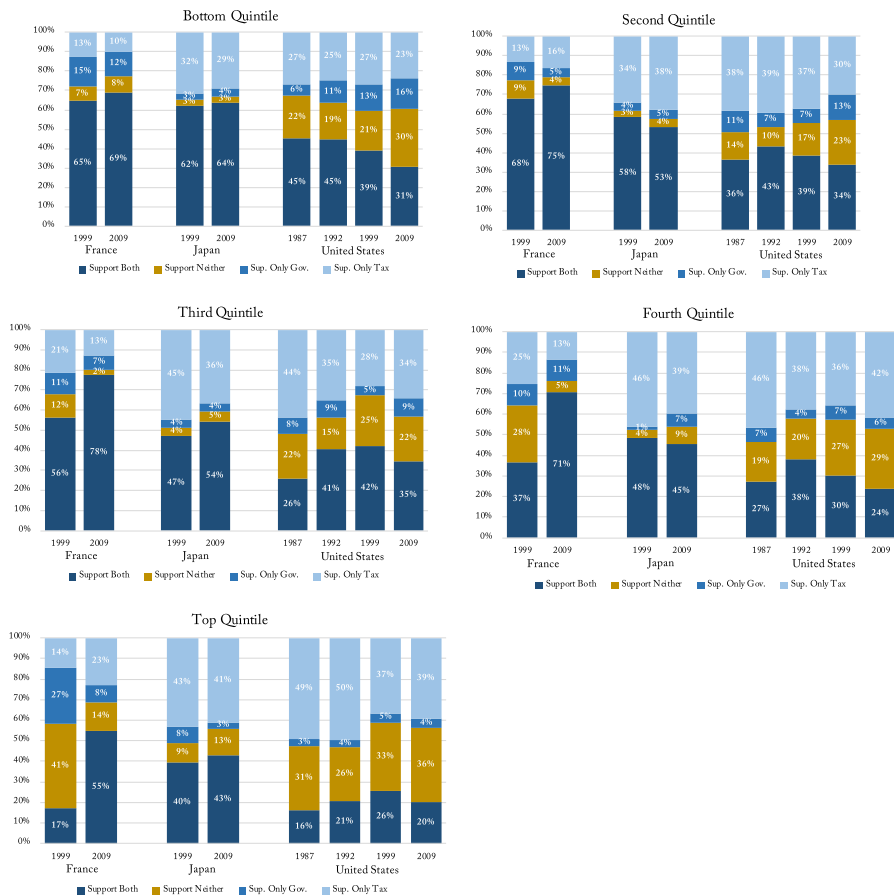 Bottom Quintile
100%
90%
80%
70%
60%
50%
40%
30%
20%
10%
0%
13% 10% 32% 29% 27% 25% 27% 23%
15% 12% 3% 4% 6% 11% 13% 16%
7% 8% 3% 3% 22% 19% 21% 30%
65% 69% 62% 64% 45% 45% 39% 31%
1999 2009 1999 2009 1987 1992 1999 2009
France Japan United States
Support Both Support Neither Sup. Only Gov. Sup. Only Tax
Second Quintile
100%
90%
80%
70%
60%
50%
40%
30%
20%
10%
0%
13% 16% 34% 38% 38% 39% 37% 30%
9% 5% 4% 5% 11% 7% 7% 13%
9% 4% 3% 4% 14% 10% 17% 23%
68% 75% 58% 53% 36% 43% 39% 34%
1999 2009 1999 2009 1987 1992 1999 2009
France Japan United States
Support Both Support Neither Sup. Only Gov. Sup. Only Tax
Third Quintile
100%
90%
80%
70%
60%
50%
40%
30%
20%
10%
0%
21% 13% 45% 36% 44% 35% 28% 34%
11% 7% 4% 4% 8% 9% 5% 9%
12% 2% 4% 5% 22% 15% 25% 22%
56% 78% 47% 54% 26% 41% 42% 35%
1999 2009 1999 2009 1987 1992 1999 2009
France Japan United States
Support Both Support Neither Sup. Only Gov. Sup. Only Tax
Fourth Quintile
100%
90%
80%
70%
60%
50%
40%
30%
20%
10%
0%
25% 13% 46% 39% 46% 38% 36% 42%
10% 11% 1% 7% 7% 4% 7% 6%
28% 5% 4% 9% 19% 20% 27% 29%
37% 71% 48% 45% 27% 38% 30% 24%
1999 2009 1999 2009 1987 1992 1999 2009
France Japan United States
Support Both Support Neither Sup. Only Gov. Sup. Only Tax
Top Quintile
100%
90%
80%
70%
60%
50%
40%
30%
20%
10%
0%
14% 23% 43% 41% 49% 50% 37% 39%
27% 8% 8% 3% 3% 4% 5% 4%
41% 14% 9% 13% 31% 26% 33% 36%
17% 55% 40% 43% 16% 21% 26% 20%
1999 2009 1999 2009 1987 1992 1999 2009
France Japan United States
Support Both Support Neither Sup. Only Gov. Sup. Only Tax